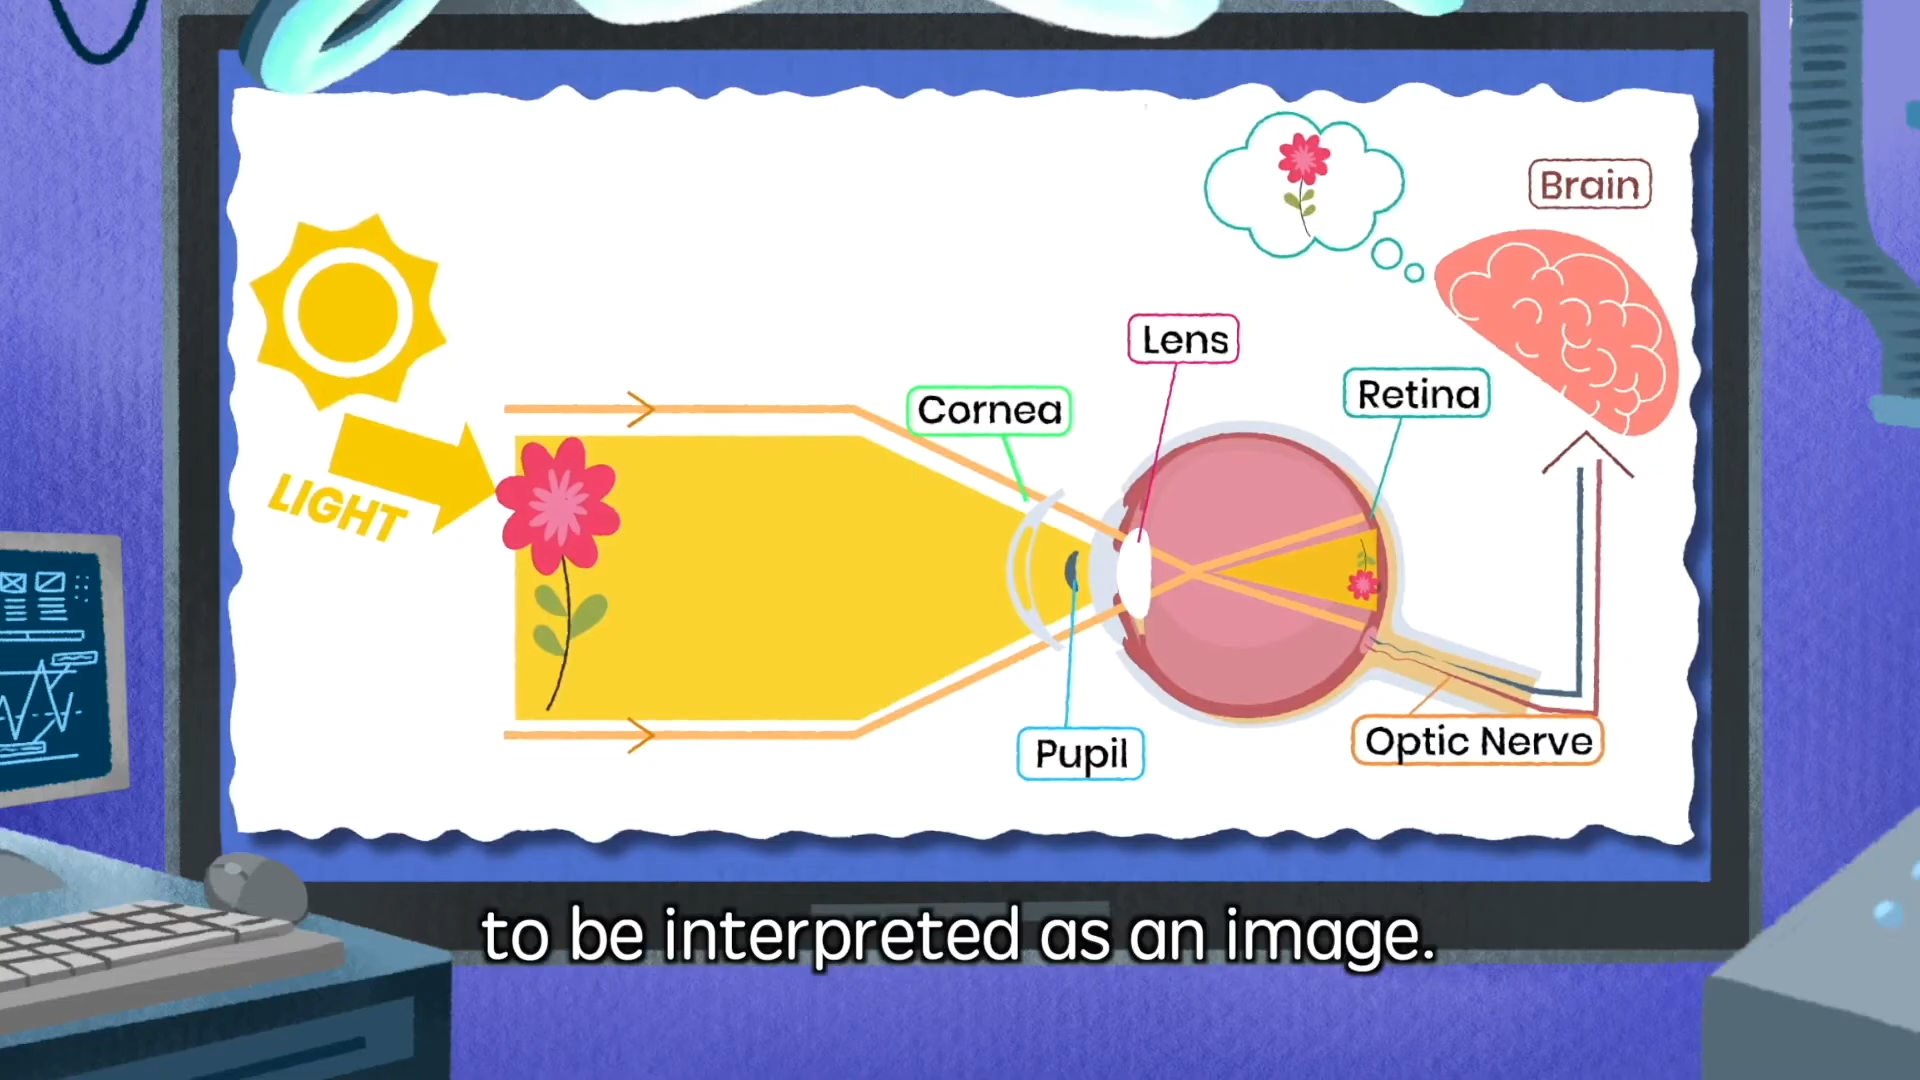 Brain
Lens
Retina
Cornea
LIGHT
Pupil
Optic Nerve
to be interpreted as an image.